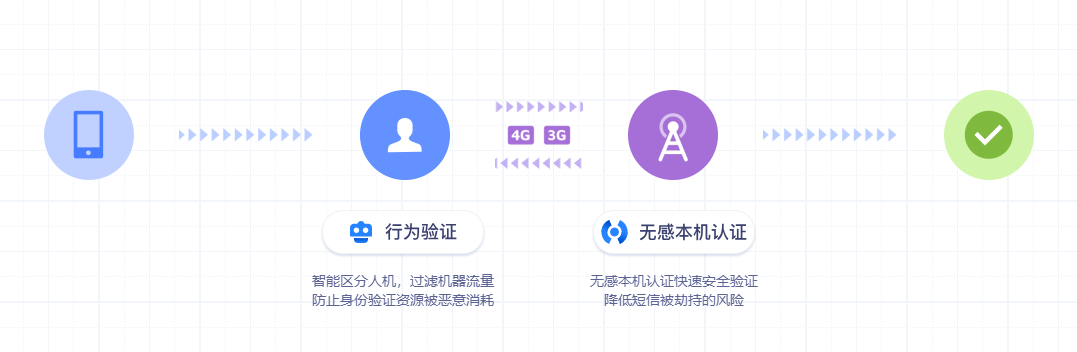 4G 3G
行为验证
无感本机认证
智能区分人机，过滤机器流量
防止身份验证资源被恶意消耗
无感本机认证快速安全验证
降低短信被劫持的风险